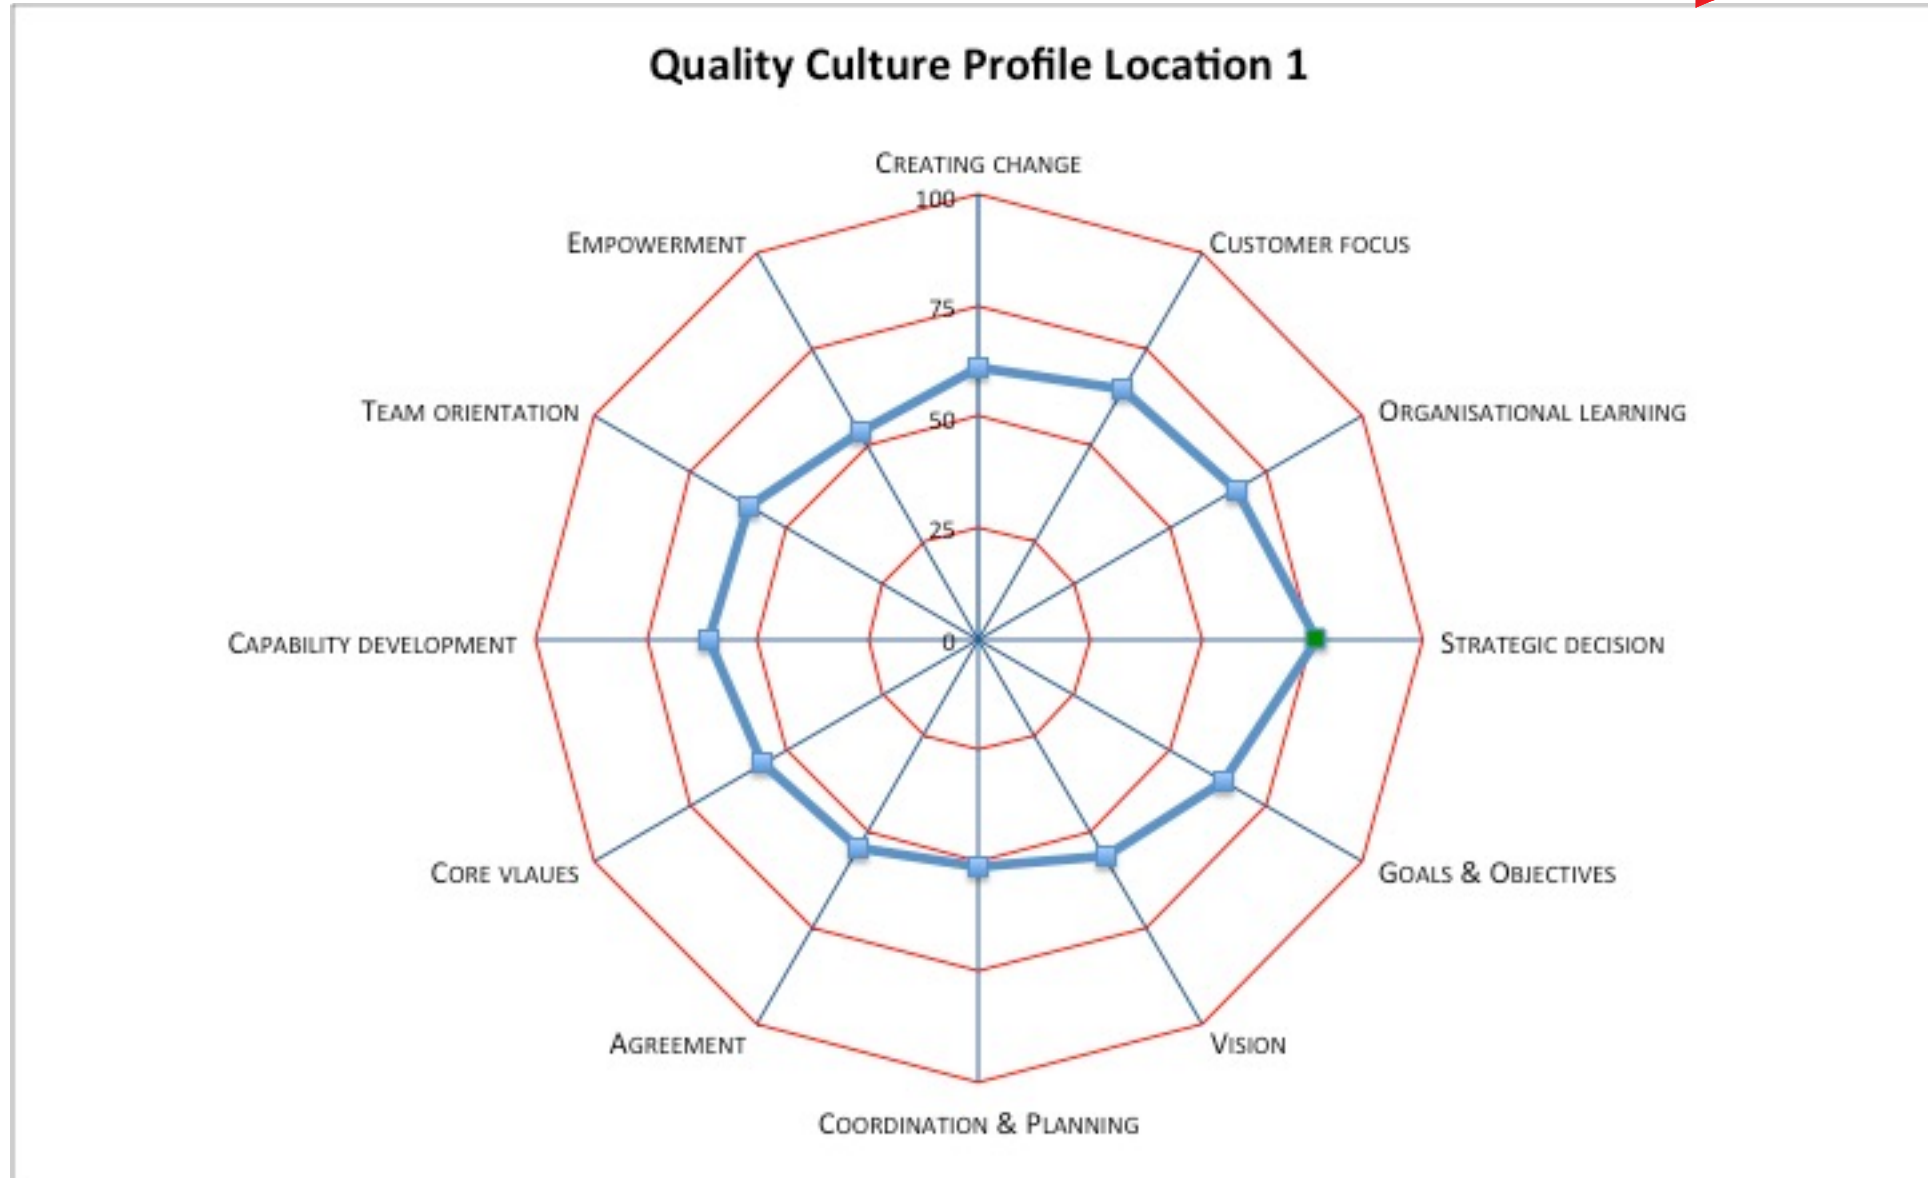 Quality Culture Profile Location 1
CREATING CHANGE
100
EMPOWERMENT
CUSTOMER FOCUS
75
TEAM ORIENTATION
50
ORGANISATIONAL LEARNING
25
CAPABILITY DEVELOPMENT
0
STRATEGIC DECISION
CORE VLAUES
GOALS & OBJECTIVES
AGREEMENT
VISION
COORDINATION & PLANNING